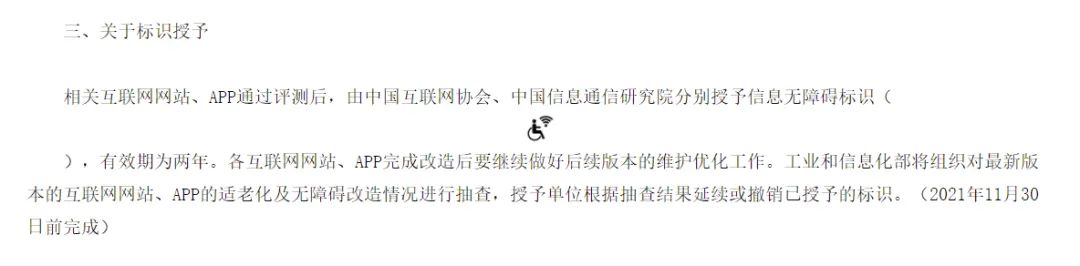 三、关于标识授予
相关互联网网站、APP通过评测后，由中国互联网协会、中国信息通信研究院分别授予信息无障碍标识（
），有效期为两年。各互联网网站、APP完成改造后要继续做好后续版本的维护优化工作。工业和信息化部将组织对最新版
本的互联网网站、APP的适老化及无障碍改造情况进行抽查，授予单位根据抽查结果延续或撤销已授予的标识。（2021年11月30
日前完成）